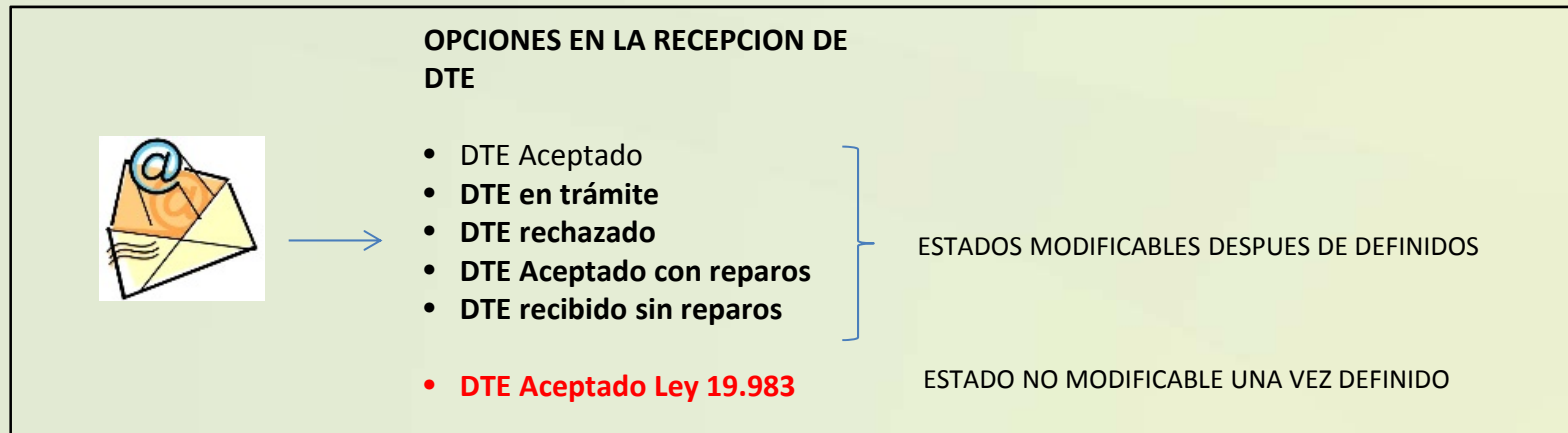 OPCIONES EN LA RECEPCION DE
DTE
• DTE Aceptado
• DTE en trámite
• DTE rechazado
• DTE Aceptado con reparos
• DTE recibido sin reparos
ESTADOS MODIFICABLES DESPUES DE DEFINIDOS
• DTE Aceptado Ley 19.983
ESTADO NO MODIFICABLE UNA VEZ DEFINIDO